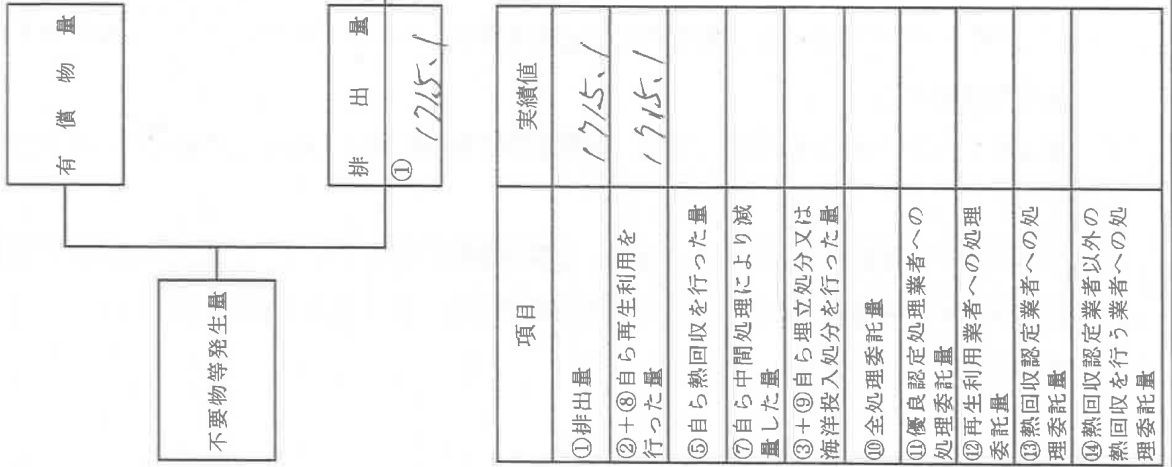 有償物量
不要物等発生量
排出量
①
1715.1
項目
実績値
①排出量
1715.1
②+⑧自ら再生利用を
行った量
1715.1
⑤自ら熱回収を行った量
⑦自ら中間処理により減
量した量
③+⑨自ら埋立処分又は
海洋投入処分を行った量
⑩全処理委託量
⑪優良認定処理業者への
処理委託量
⑫再生利用業者への処理
委託量
⑬熱回収認定業者への処
理委託量
⑭熱回収認定業者以外の
熱回収を行う業者への処
理委託量